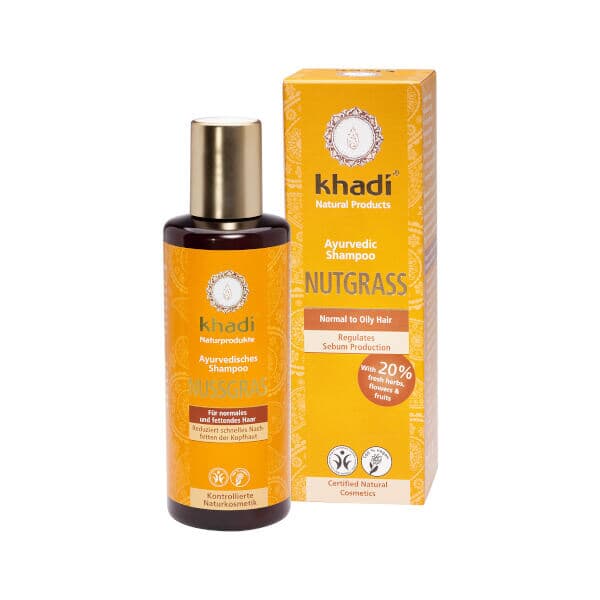 khadi
Naturprodukte
Ayurvedisches
Shampoo
NUSSGRAS
Für normales
und fettendes Haar
Reduziert schnelles Nach-
fetten der Kopfhaut
Kontrollierte
Naturkosmetik
khadi®
Natural Products
Ayurvedic
Shampoo
NUTGRASS
Normal to Oily Hair
Regulates
Sebum Production
With 20%
fresh herbs,
flowers &
fruits
100% VEGAN
Certified Natural
Cosmetics